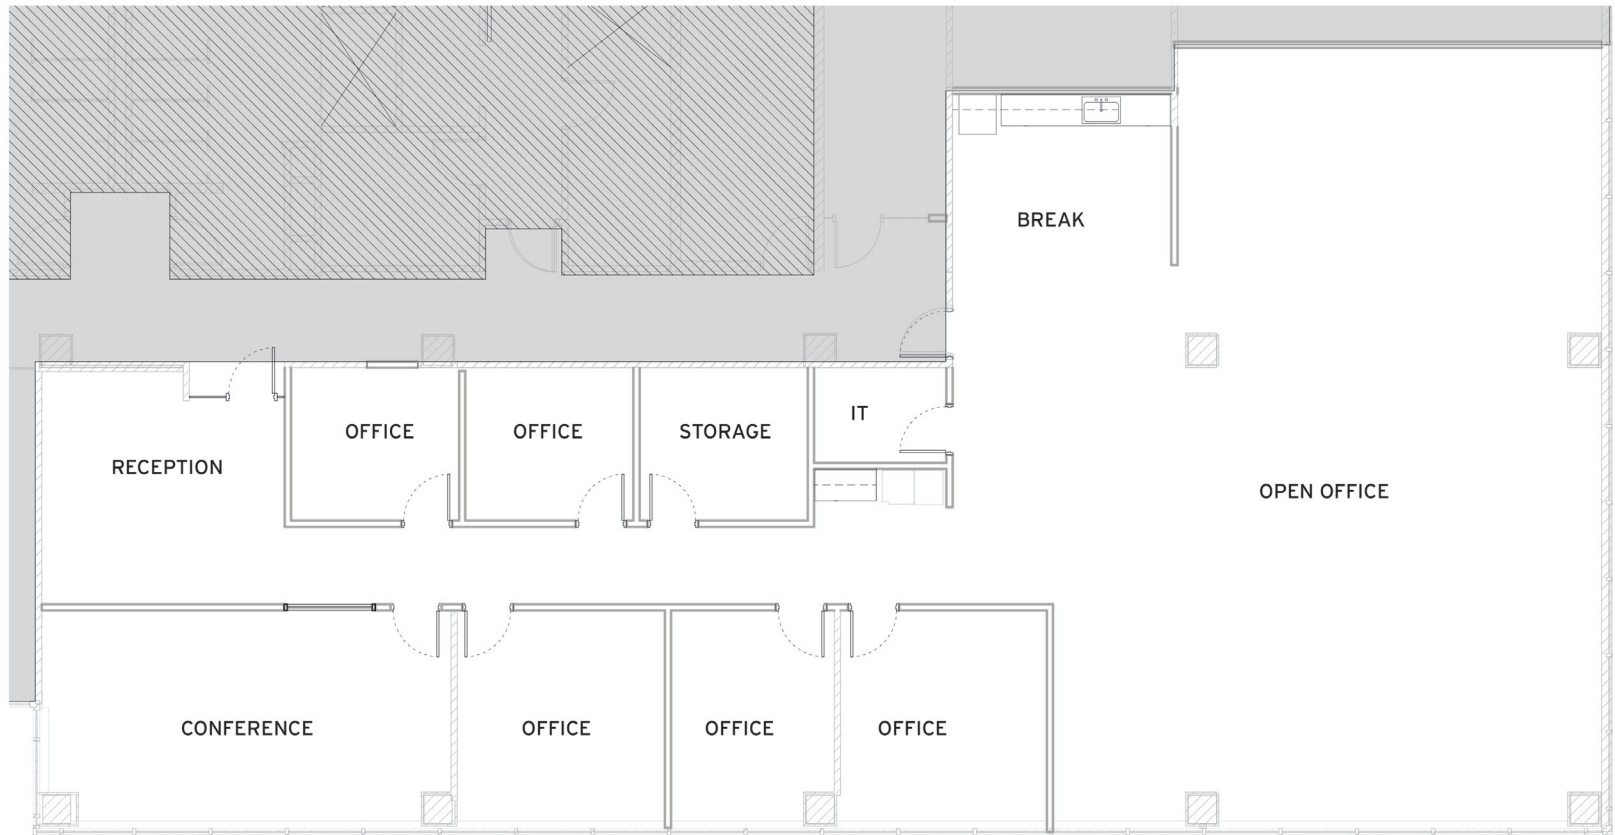 BREAK
IT
OFFICE
OFFICE
STORAGE
RECEPTION
OPEN OFFICE
CONFERENCE
OFFICE
OFFICE
OFFICE